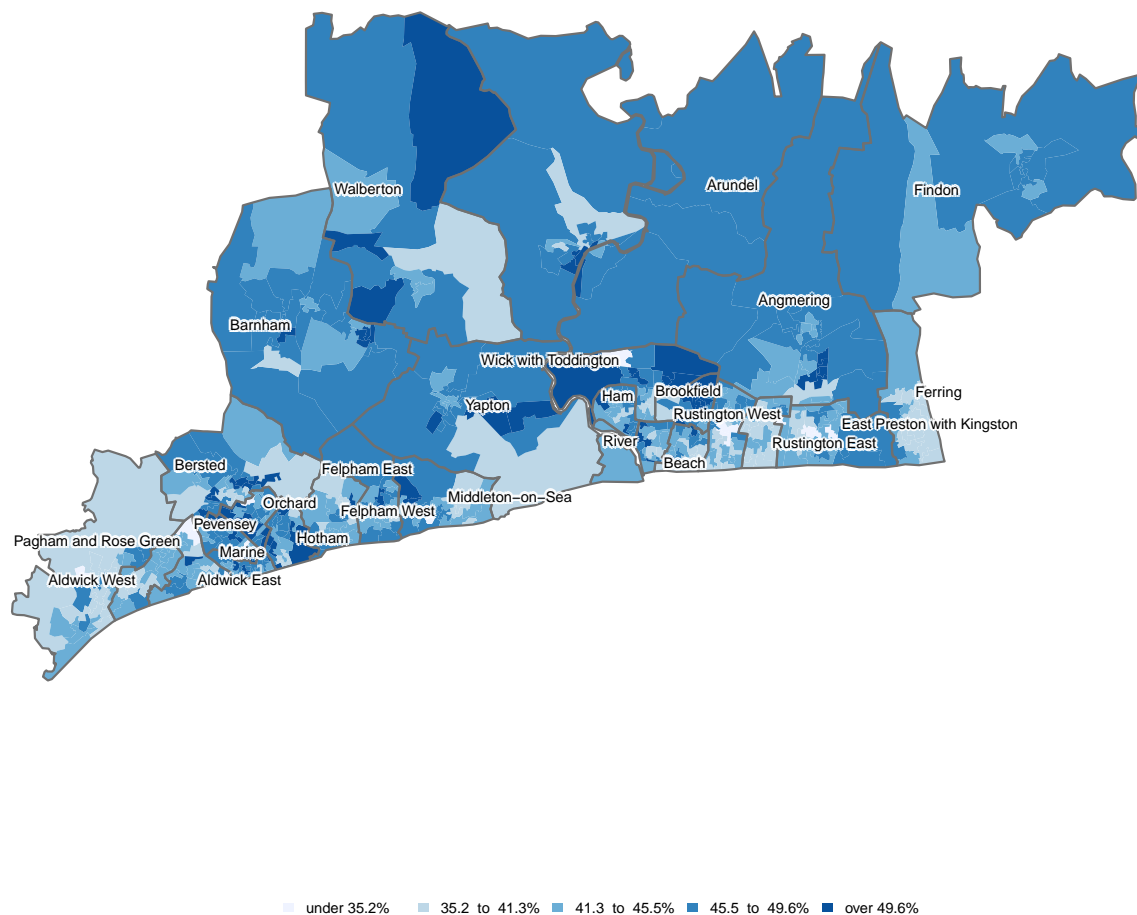 Walberton
Arundel
Findon
Angmering
Barnham
Wick with Toddington
Brookfield
Ferring
Ham
Yapton
Rustington West
East Preston with Kingston
River
Rustington East
Beach
Bersted
Felpham East
Middleton−on−Sea
Orchard
Felpham West
Pevensey
Hotham
Pagham and Rose Green
Marine
Aldwick West
Aldwick East
under 35.2% 35.2 to 41.3% 41.3 to 45.5% 45.5 to 49.6% over 49.6%